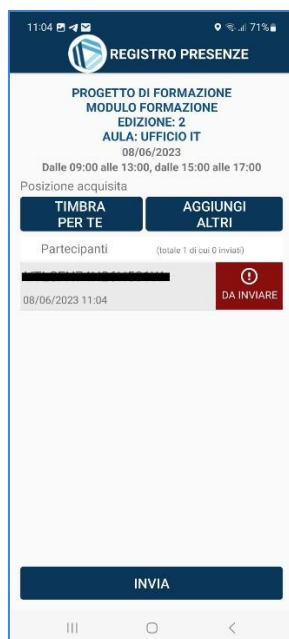 11:04 71%
REGISTRO PRESENZE
PROGETTO DI FORMAZIONE
MODULO FORMAZIONE
EDIZIONE: 2
AULA: UFFICIO IT
08/06/2023
Dalle 09:00 alle 13:00, dalle 15:00 alle 17:00
Posizione acquisita
TIMBRA
PER TE
AGGIUNGI
ALTRI
Partecipanti (totale 1 di cui 0 inviati)
08/06/2023 11:04
DA INVIARE
INVIA